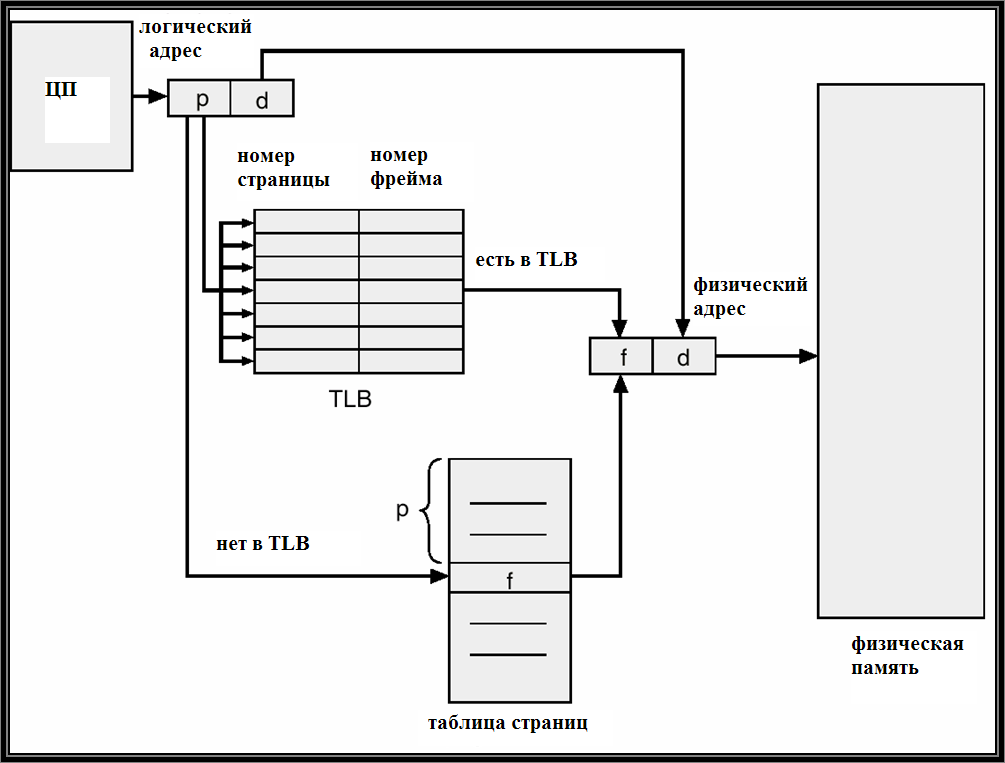 логический
адрес
ЦП
p d
номер
страницы
номер
фрейма
есть в TLB
физический
адрес
f d
TLB
p
нет в TLB
f
физическая
память
таблица страниц